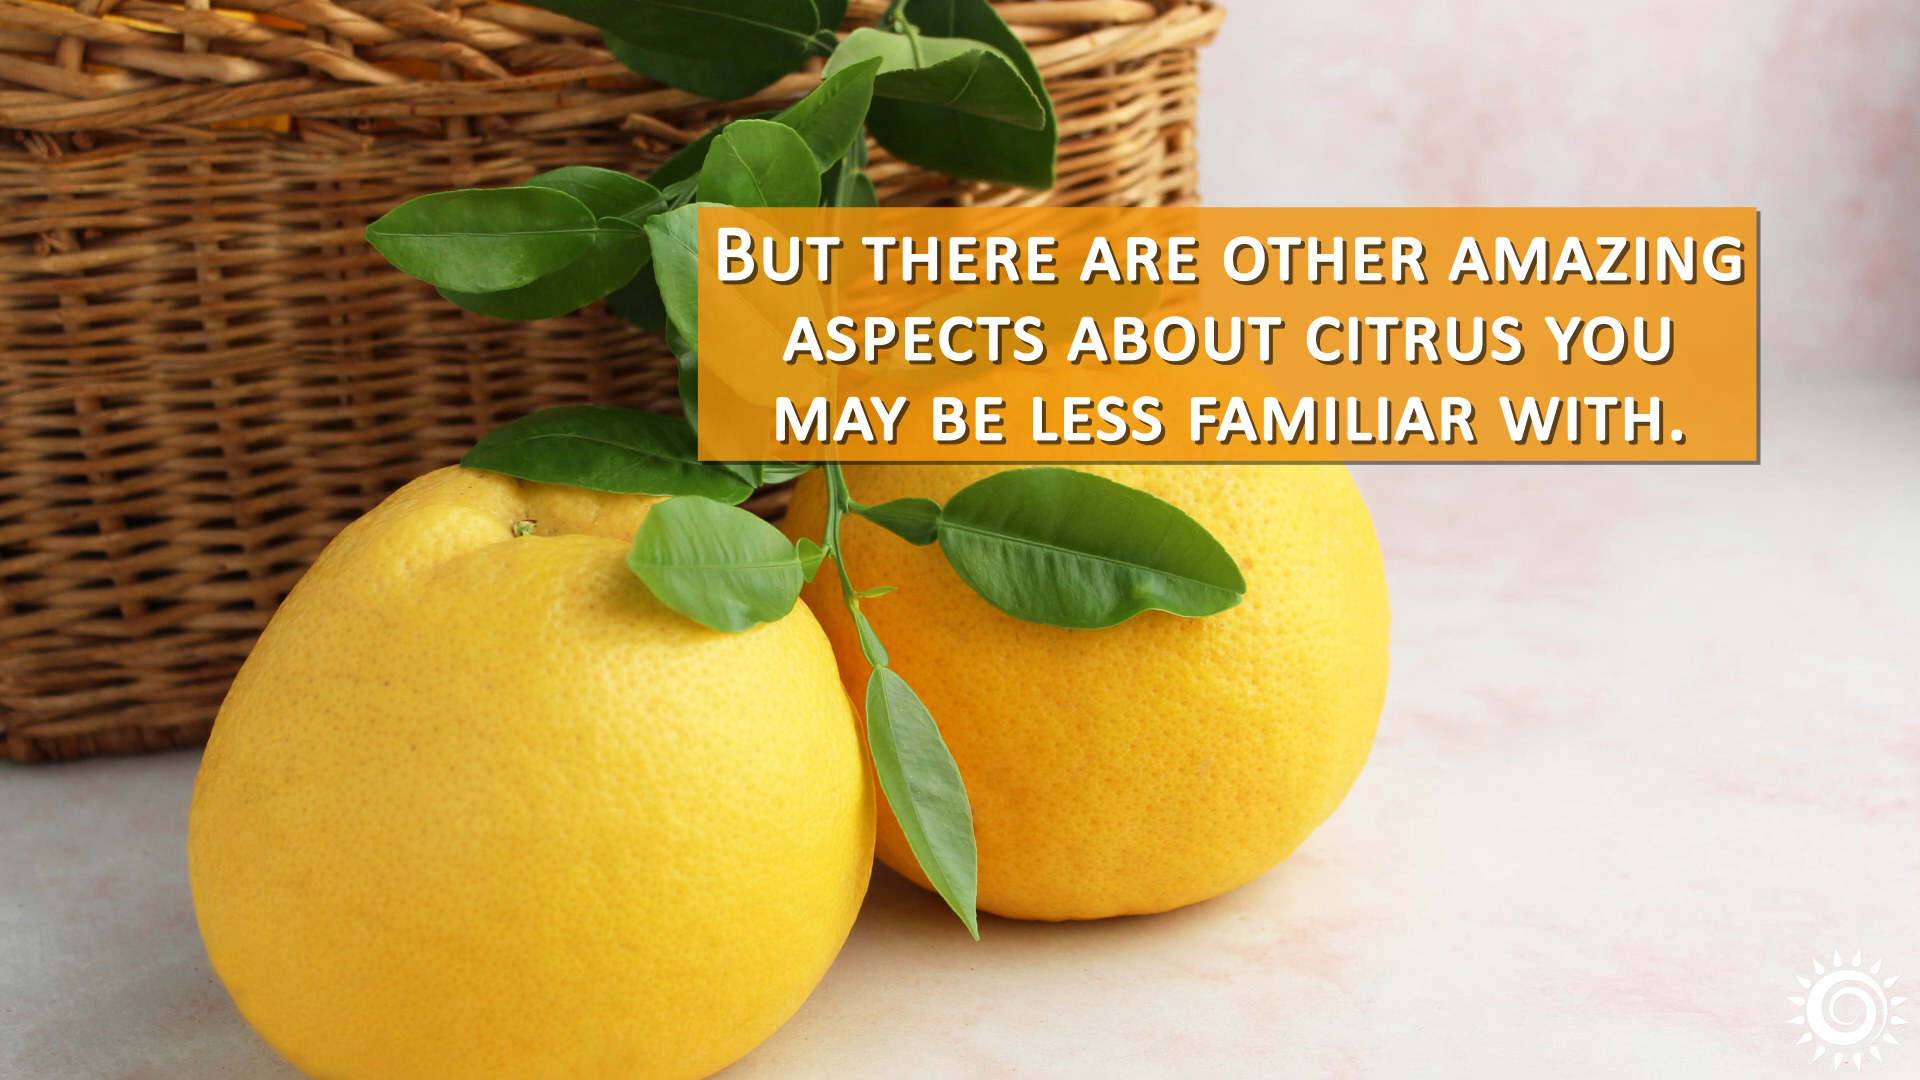 But there are other amazing
aspects about citrus you
may be less familiar with.